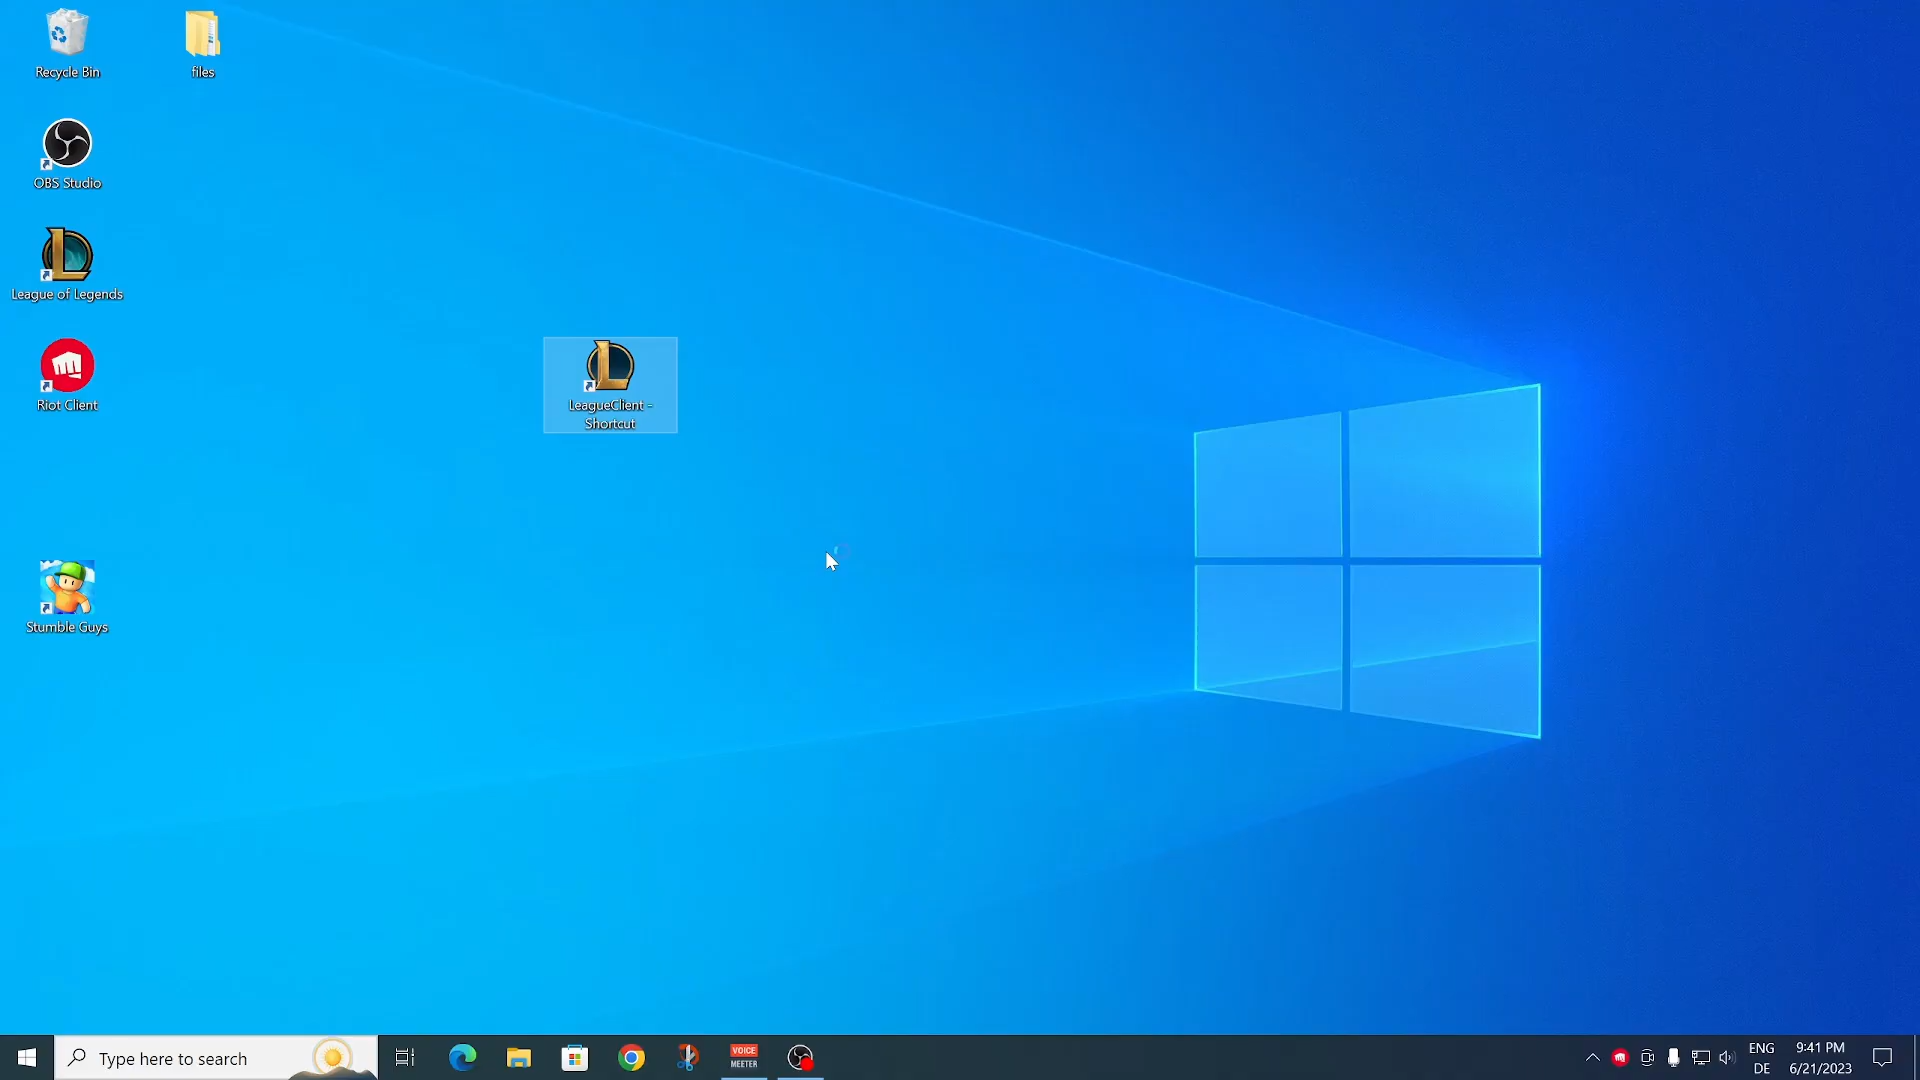 Recycle Bin
files
OBS Studio
League of Legends
Riot Client
LeagueClient -
Shortcut
Stumble Guys
Type here to search
VOICE
MEETER
ENG
DE
9:41 PM
6/21/2023